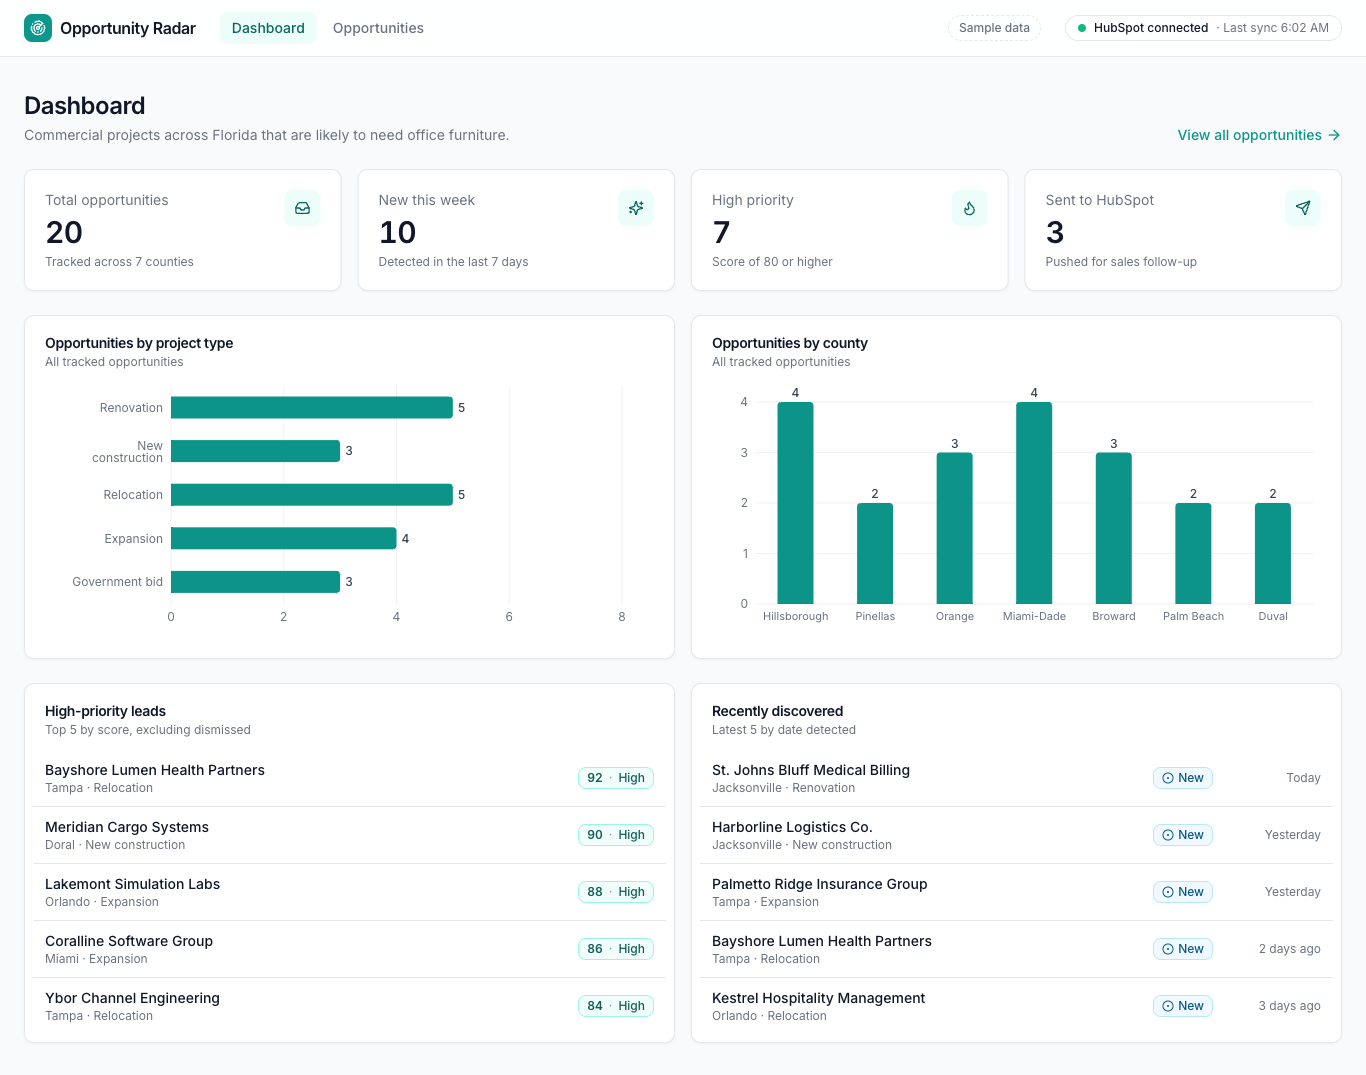 Opportunity Radar
Dashboard
Opportunities
Sample data
HubSpot connected · Last sync 6:02 AM
Dashboard
Commercial projects across Florida that are likely to need office furniture.
View all opportunities →
Total opportunities
20
Tracked across 7 counties
New this week
10
Detected in the last 7 days
High priority
7
Score of 80 or higher
Sent to HubSpot
3
Pushed for sales follow-up
Opportunities by project type
All tracked opportunities
Renovation
5
New
construction
3
Relocation
5
Expansion
4
Government bid
3
0 2 4 6 8
Opportunities by county
All tracked opportunities
4
3
2
1
0
4 2 3 4 3 2 2
Hillsborough Pinellas Orange Miami-Dade Broward Palm Beach Duval
High-priority leads
Top 5 by score, excluding dismissed
Bayshore Lumen Health Partners
Tampa · Relocation
92 · High
Meridian Cargo Systems
Doral · New construction
90 · High
Lakemont Simulation Labs
Orlando · Expansion
88 · High
Coralline Software Group
Miami · Expansion
86 · High
Ybor Channel Engineering
Tampa · Relocation
84 · High
Recently discovered
Latest 5 by date detected
St. Johns Bluff Medical Billing
Jacksonville · Renovation
New
Today
Harborline Logistics Co.
Jacksonville · New construction
New
Yesterday
Palmetto Ridge Insurance Group
Tampa · Expansion
New
Yesterday
Bayshore Lumen Health Partners
Tampa · Relocation
New
2 days ago
Kestrel Hospitality Management
Orlando · Relocation
New
3 days ago